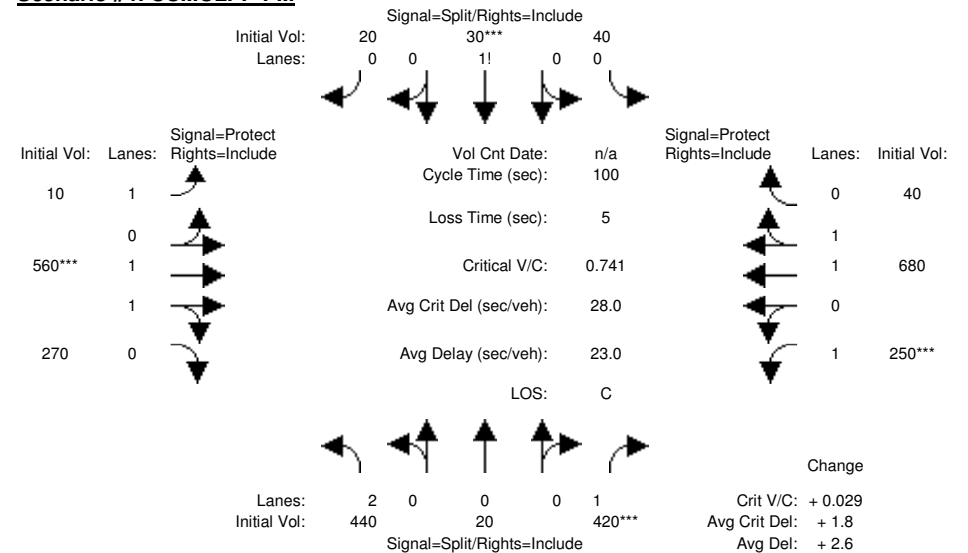 Signal=Split/Rights=Include
Initial Vol: 20 30*** 40
Lanes: 0 0 1! 0 0
Signal=Protect Signal=Protect
Initial Vol: Lanes: Rights=Include Vol Cnt Date: n/a Rights=Include Lanes: Initial Vol:
Cycle Time (sec): 100
10 1 0 40
Loss Time (sec): 5
0 1
560*** 1 Critical V/C: 0.741 1 680
1 Avg Crit Del (sec/veh): 28.0 0
270 0 Avg Delay (sec/veh): 23.0 1 250***
LOS: C
Change
Lanes: 2 0 0 0 1 Crit V/C: + 0.029
Initial Vol: 440 20 420*** Avg Crit Del: + 1.8
Signal=Split/Rights=Include Avg Del: + 2.6